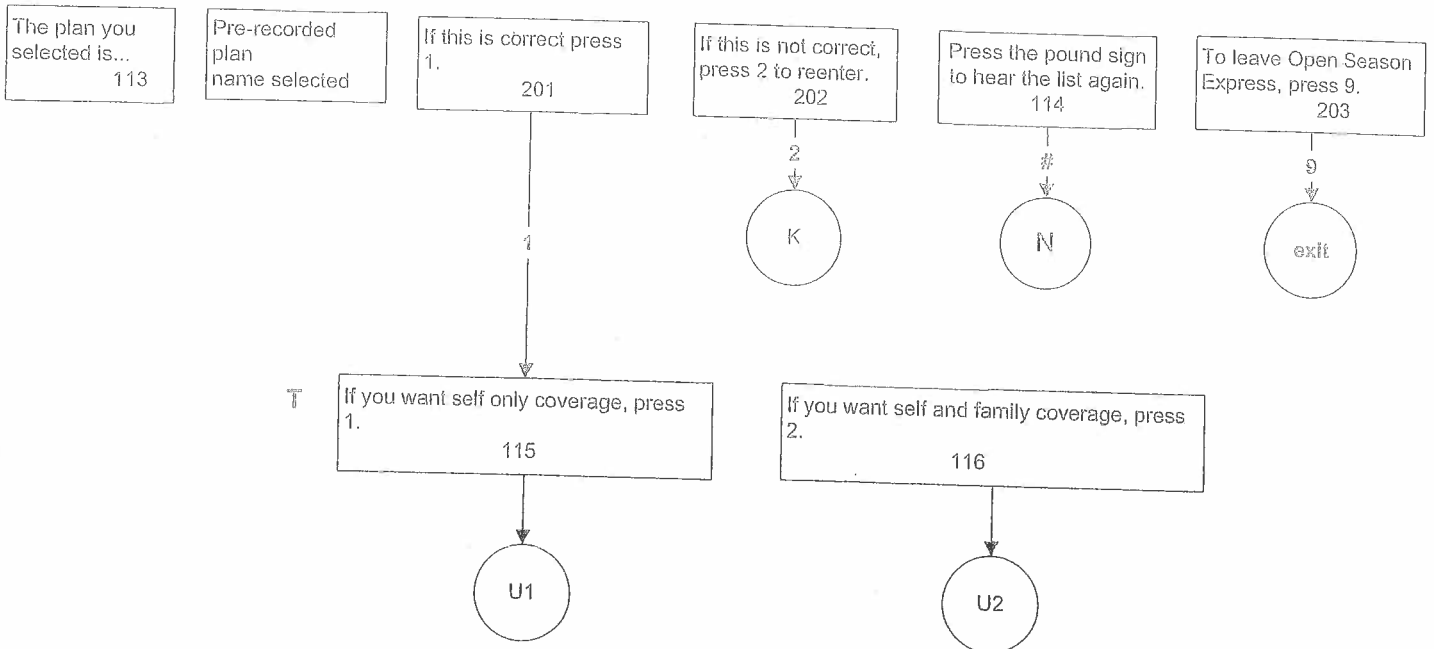 The plan you
selected is...
113
Pre-recorded
plan
name selected
If this is correct press
1.
201
If this is not correct,
press 2 to reenter.
202
Press the pound sign
to hear the list again.
114
To leave Open Season
Express, press 9.
203
2
#
9
K
N
exit
1
T
If you want self only coverage, press
1.
115
If you want self and family coverage, press
2.
116
U1
U2